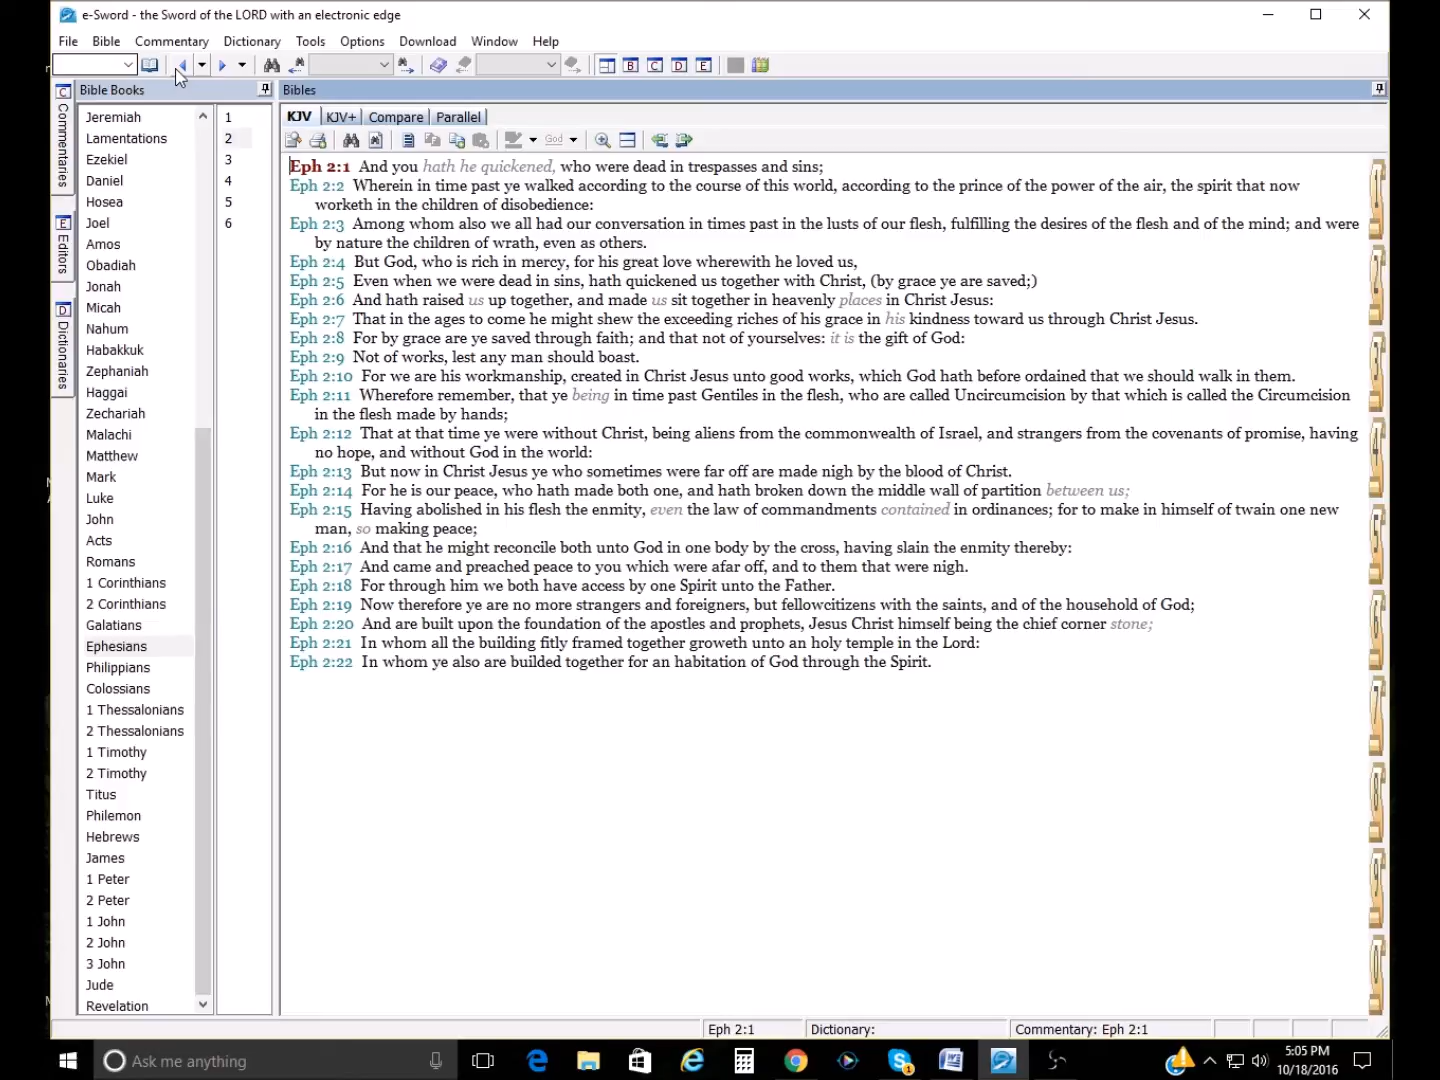 e-Sword - the Sword of the LORD with an electronic edge
File Bible Commentary Dictionary Tools Options Download Window Help
B C D E
Bible Books
Bibles
C Commentaries
E Editors
D Dictionaries
Jeremiah
Lamentations
Ezekiel
Daniel
Hosea
Joel
Amos
Obadiah
Jonah
Micah
Nahum
Habakkuk
Zephaniah
Haggai
Zechariah
Malachi
Matthew
Mark
Luke
John
Acts
Romans
1 Corinthians
2 Corinthians
Galatians
Ephesians
Philippians
Colossians
1 Thessalonians
2 Thessalonians
1 Timothy
2 Timothy
Titus
Philemon
Hebrews
James
1 Peter
2 Peter
1 John
2 John
3 John
Jude
Revelation
1
2
3
4
5
6
KJV KJV+ Compare Parallel
God
Eph 2:1 And you hath he quickened, who were dead in trespasses and sins;
Eph 2:2 Wherein in time past ye walked according to the course of this world, according to the prince of the power of the air, the spirit that now
worketh in the children of disobedience:
Eph 2:3 Among whom also we all had our conversation in times past in the lusts of our flesh, fulfilling the desires of the flesh and of the mind; and were
by nature the children of wrath, even as others.
Eph 2:4 But God, who is rich in mercy, for his great love wherewith he loved us,
Eph 2:5 Even when we were dead in sins, hath quickened us together with Christ, (by grace ye are saved;)
Eph 2:6 And hath raised us up together, and made us sit together in heavenly places in Christ Jesus:
Eph 2:7 That in the ages to come he might shew the exceeding riches of his grace in his kindness toward us through Christ Jesus.
Eph 2:8 For by grace are ye saved through faith; and that not of yourselves: it is the gift of God:
Eph 2:9 Not of works, lest any man should boast.
Eph 2:10 For we are his workmanship, created in Christ Jesus unto good works, which God hath before ordained that we should walk in them.
Eph 2:11 Wherefore remember, that ye being in time past Gentiles in the flesh, who are called Uncircumcision by that which is called the Circumcision
in the flesh made by hands;
Eph 2:12 That at that time ye were without Christ, being aliens from the commonwealth of Israel, and strangers from the covenants of promise, having
no hope, and without God in the world:
Eph 2:13 But now in Christ Jesus ye who sometimes were far off are made nigh by the blood of Christ.
Eph 2:14 For he is our peace, who hath made both one, and hath broken down the middle wall of partition between us;
Eph 2:15 Having abolished in his flesh the enmity, even the law of commandments contained in ordinances; for to make in himself of twain one new
man, so making peace;
Eph 2:16 And that he might reconcile both unto God in one body by the cross, having slain the enmity thereby:
Eph 2:17 And came and preached peace to you which were afar off, and to them that were nigh.
Eph 2:18 For through him we both have access by one Spirit unto the Father.
Eph 2:19 Now therefore ye are no more strangers and foreigners, but fellowcitizens with the saints, and of the household of God;
Eph 2:20 And are built upon the foundation of the apostles and prophets, Jesus Christ himself being the chief corner stone;
Eph 2:21 In whom all the building fitly framed together groweth unto an holy temple in the Lord:
Eph 2:22 In whom ye also are builded together for an habitation of God through the Spirit.
1
2
3
4
5
6
7
8
9
0
Eph 2:1 Dictionary: Commentary: Eph 2:1
Ask me anything
5:05 PM
10/18/2016